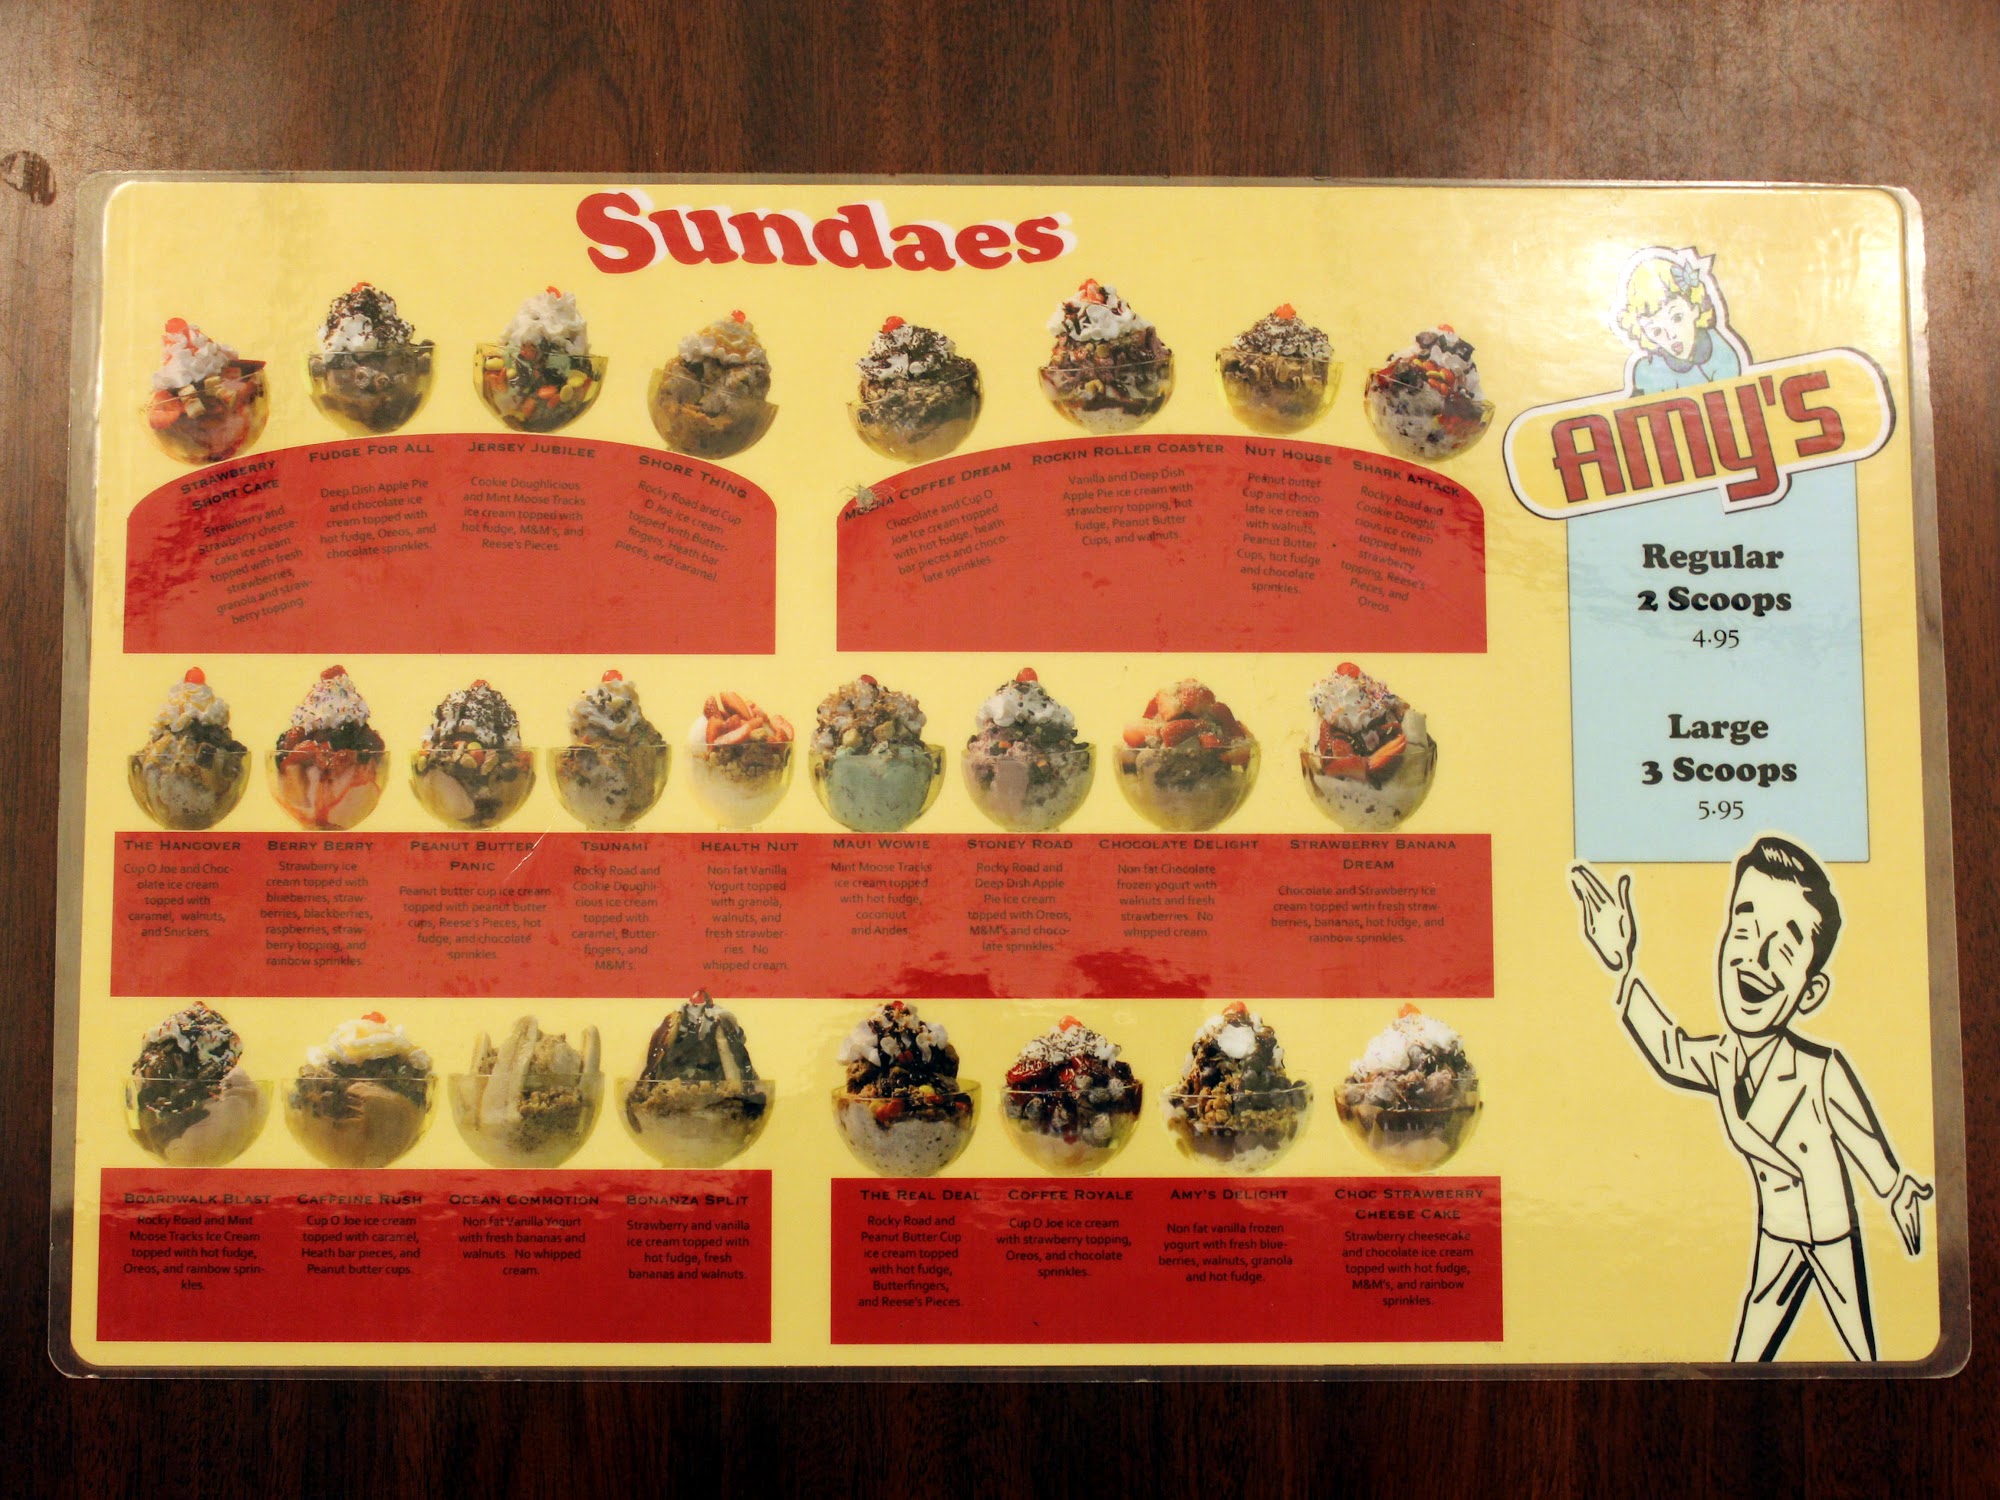 Sundaes
STRAWBERRY
SHORT CAKE
Strawberry and
Strawberry cheese-
cake ice cream
topped with fresh
strawberries,
granola and straw-
berry topping.
FUDGE FOR ALL
Deep Dish Apple Pie
and chocolate ice
cream topped with
hot fudge, Oreos, and
chocolate sprinkles.
JERSEY JUBILEE
Cookie Doughlicious
and Mint Moose Tracks
ice cream topped with
hot fudge, M&M's, and
Reese's Pieces.
SHORE THING
Rocky Road and Cup
O Joe ice cream
topped with Butter-
fingers, Heath bar
pieces, and caramel.
MOCHA COFFEE DREAM
Chocolate and Cup O
Joe Ice cream topped
with hot fudge, heath
bar pieces and choco-
late sprinkles.
ROCKIN ROLLER COASTER
Vanilla and Deep Dish
Apple Pie ice cream with
strawberry topping, hot
fudge, Peanut Butter
Cups, and walnuts.
NUT HOUSE
Peanut butter
Cup and choco-
late ice cream
with walnuts,
Peanut Butter
Cups, hot fudge
and chocolate
sprinkles.
SHARK ATTACK
Rocky Road and
Cookie Doughli-
cious ice cream
topped with
strawberry
topping, Reese's
Pieces, and
Oreos.
THE HANGOVER
Cup O Joe and Choc-
olate ice cream
topped with
caramel, walnuts,
and Snickers.
BERRY BERRY
Strawberry ice
cream topped with
blueberries, straw-
berries, blackberries,
raspberries, straw-
berry topping, and
rainbow sprinkles.
PEANUT BUTTER
PANIC
Peanut butter cup ice cream
topped with peanut butter
cups, Reese's Pieces, hot
fudge, and chocolate
sprinkles.
TSUNAMI
Rocky Road and
Cookie Doughli-
cious ice cream
topped with
caramel, Butter-
fingers, and
M&M's.
HEALTH NUT
Non fat Vanilla
Yogurt topped
with granola,
walnuts, and
fresh strawber-
ries. No
whipped cream.
MAUI WOWIE
Mint Moose Tracks
ice cream topped
with hot fudge,
coconuut
and Andes.
STONEY ROAD
Rocky Road and
Deep Dish Apple
Pie ice cream
topped with Oreos,
M&M's and choco-
late sprinkles.
CHOCOLATE DELIGHT
Non fat Chocolate
frozen yogurt with
walnuts and fresh
strawberries. No
whipped cream.
STRAWBERRY BANANA
DREAM
Chocolate and Strawberry Ice
cream topped with fresh straw-
berries, bananas, hot fudge, and
rainbow sprinkles.
BOARDWALK BLAST
Rocky Road and Mint
Moose Tracks Ice Cream
topped with hot fudge,
Oreos, and rainbow sprin-
kles.
CAFFEINE RUSH
Cup O Joe ice cream
topped with caramel,
Heath bar pieces, and
Peanut butter cups.
OCEAN COMMOTION
Non fat Vanilla Yogurt
with fresh bananas and
walnuts. No whipped
cream.
BONANZA SPLIT
Strawberry and vanilla
ice cream topped with
hot fudge, fresh
bananas and walnuts.
THE REAL DEAL
Rocky Road and
Peanut Butter Cup
ice cream topped
with hot fudge,
Butterfingers,
and Reese's Pieces.
COFFEE ROYALE
Cup O Joe ice cream
with strawberry topping,
Oreos, and chocolate
sprinkles.
AMY'S DELIGHT
Non fat vanilla frozen
yogurt with fresh blue-
berries, walnuts, granola
and hot fudge.
CHOC STRAWBERRY
CHEESE CAKE
Strawberry cheesecake
and chocolate ice cream
topped with hot fudge,
M&M's, and rainbow
sprinkles.
Amy's
Regular
2 Scoops
4.95
Large
3 Scoops
5.95